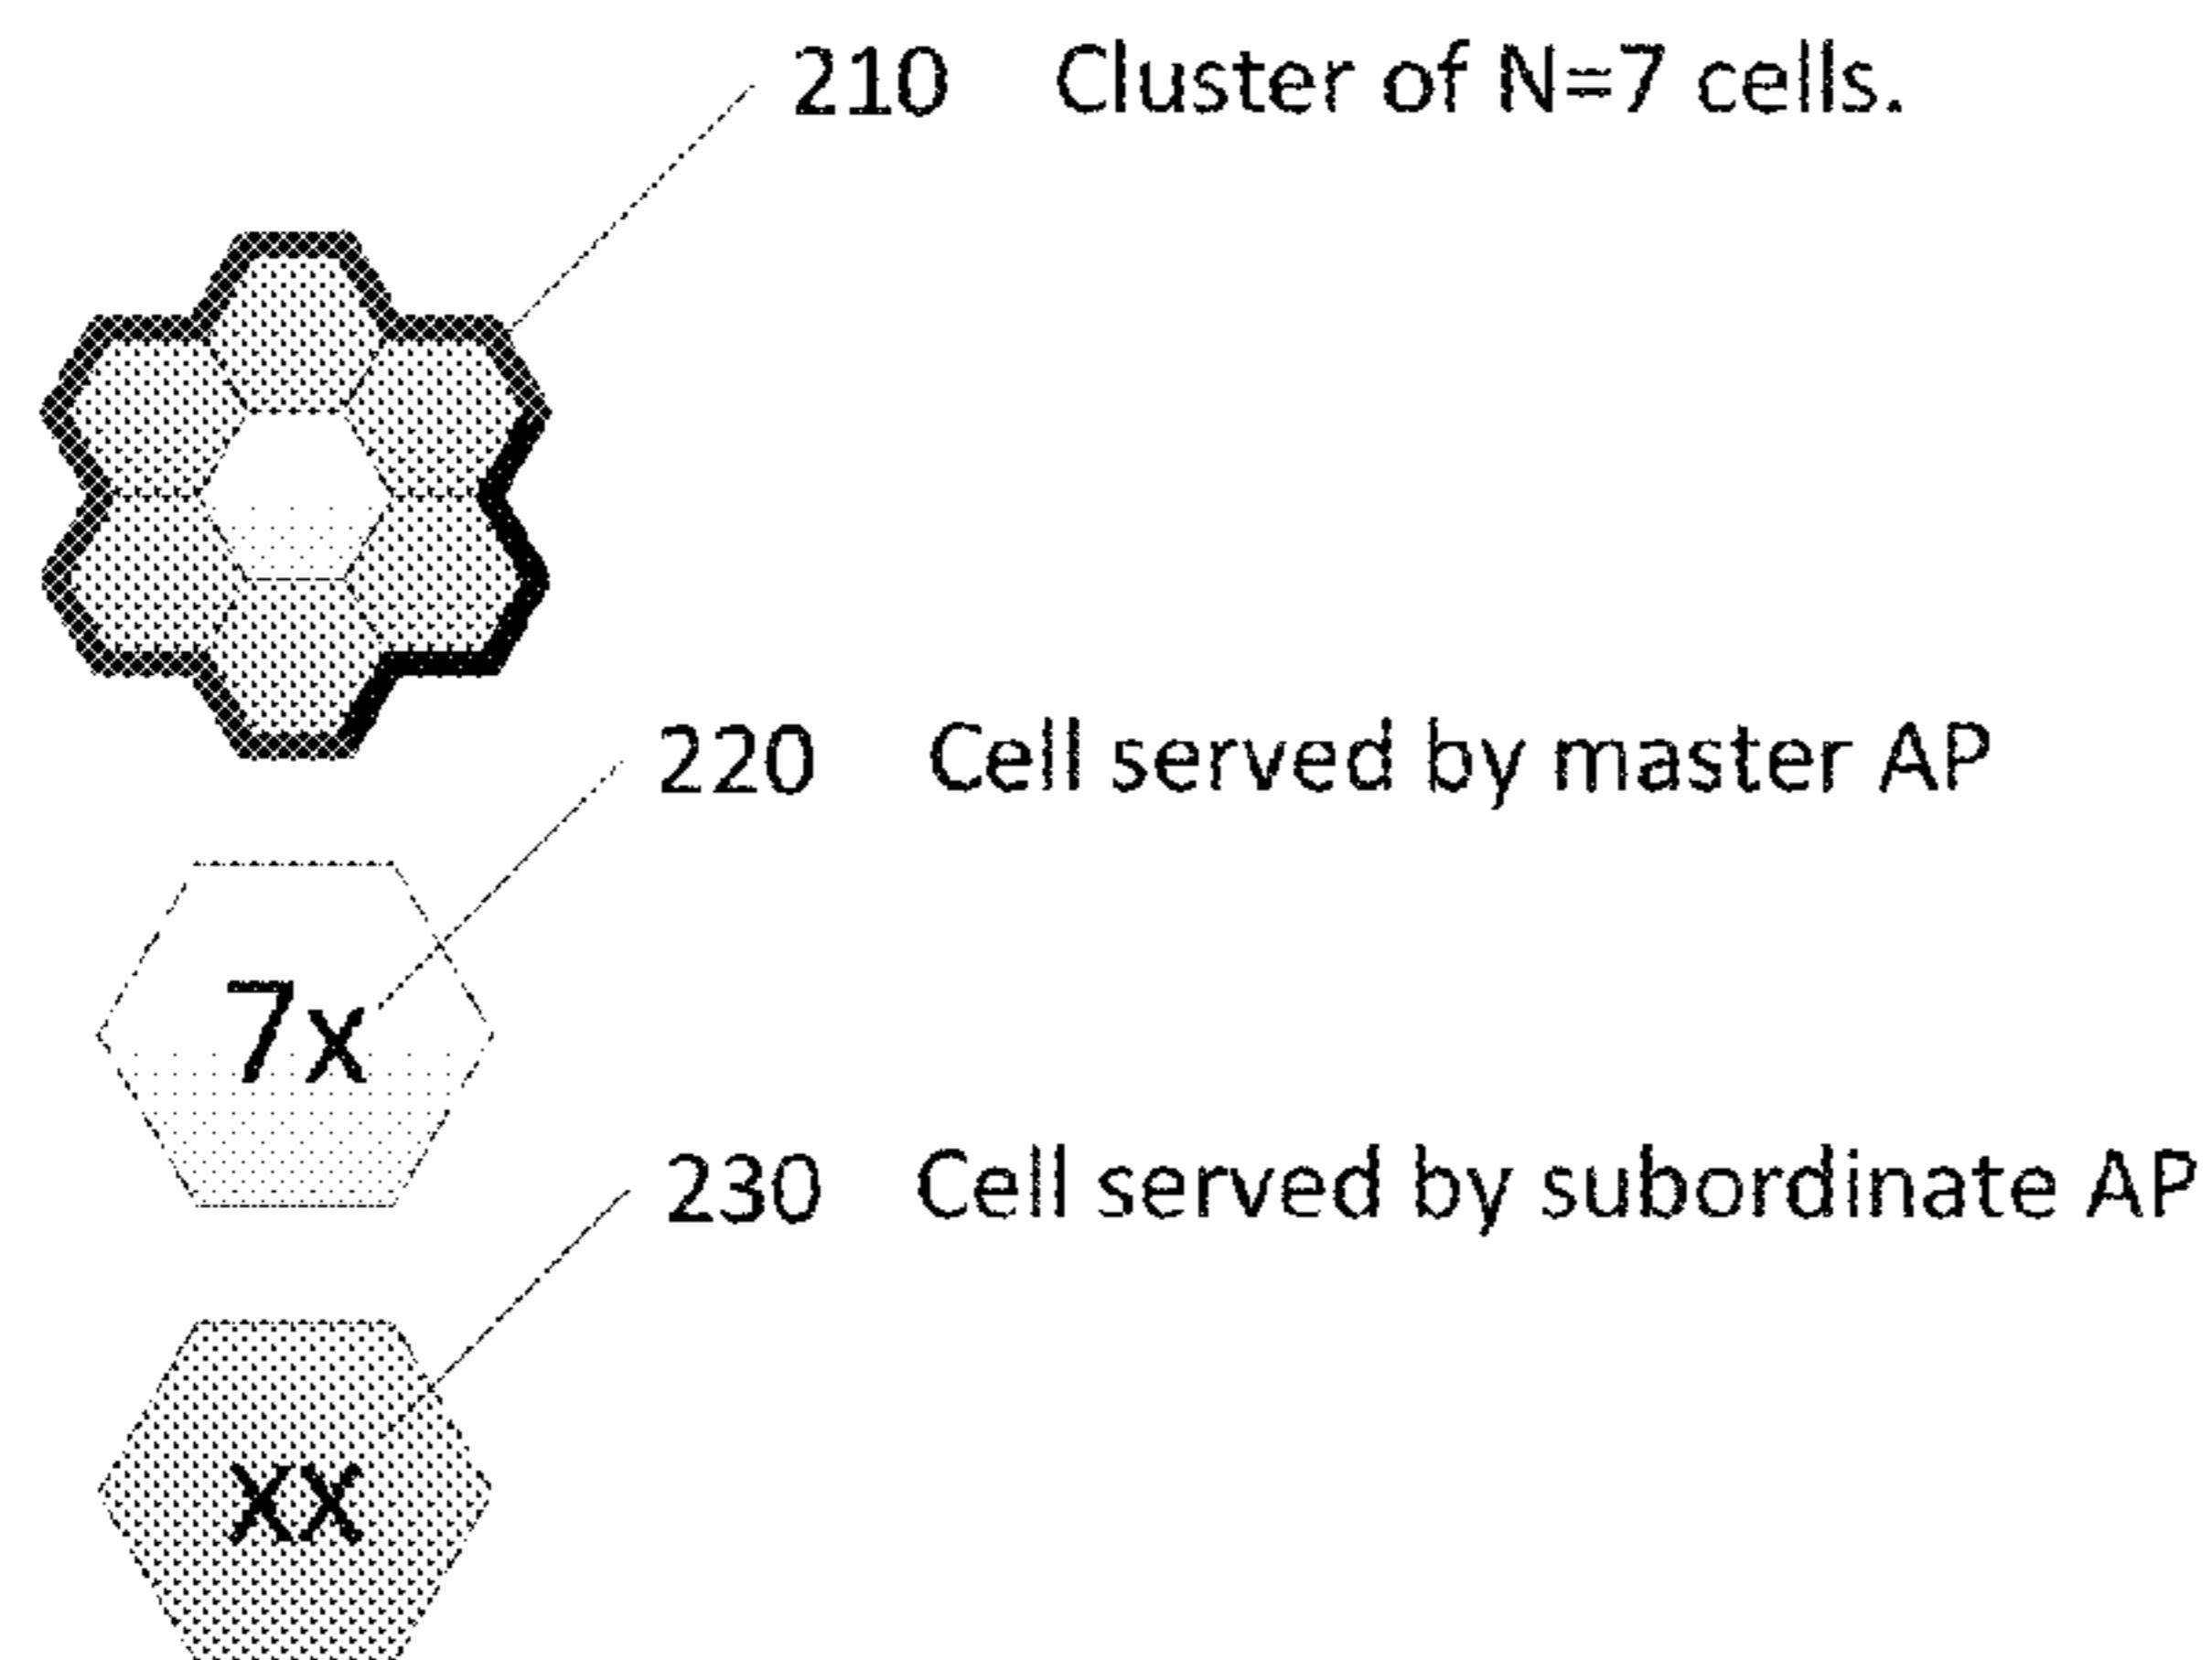 210 Cluster of N=7 cells.
220 Cell served by master AP
7x
230 Cell served by subordinate AP
xx